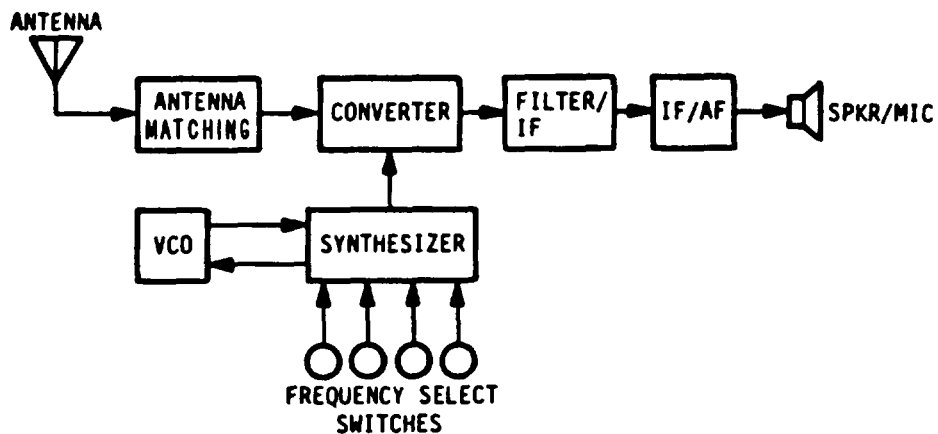 ANTENNA
ANTENNA
MATCHING
CONVERTER
FILTER/
IF
IF/AF
SPKR/MIC
VCO
SYNTHESIZER
FREQUENCY SELECT
SWITCHES